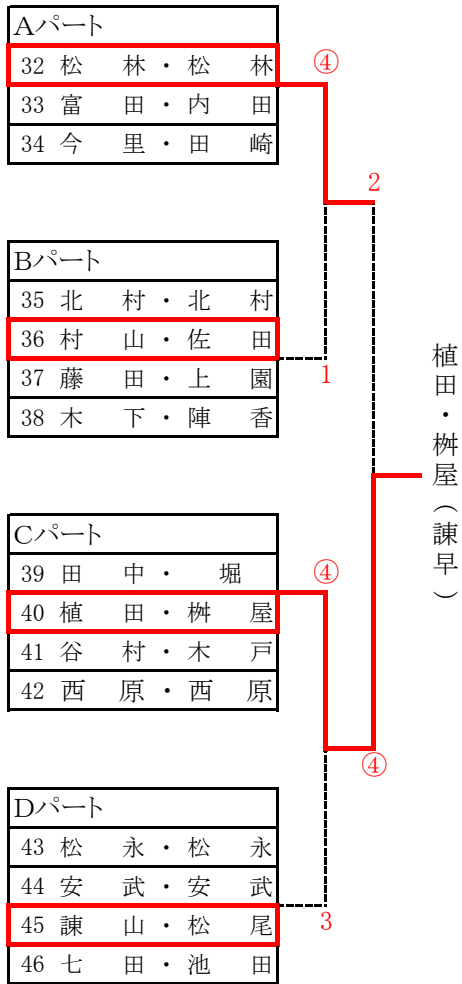 Aパート
32 松 林・松 林
④
33 富 田・内 田
34 今 里・田 崎
2
Bパート
35 北 村・北 村
36 村 山・佐 田
37 藤 田・上 園
1
38 木 下・陣 香
植田・桝屋(諫早)
Cパート
39 田 中・ 堀
④
40 植 田・桝 屋
41 谷 村・木 戸
42 西 原・西 原
④
Dパート
43 松 永・松 永
44 安 武・安 武
45 諌 山・松 尾
3
46 七 田・池 田